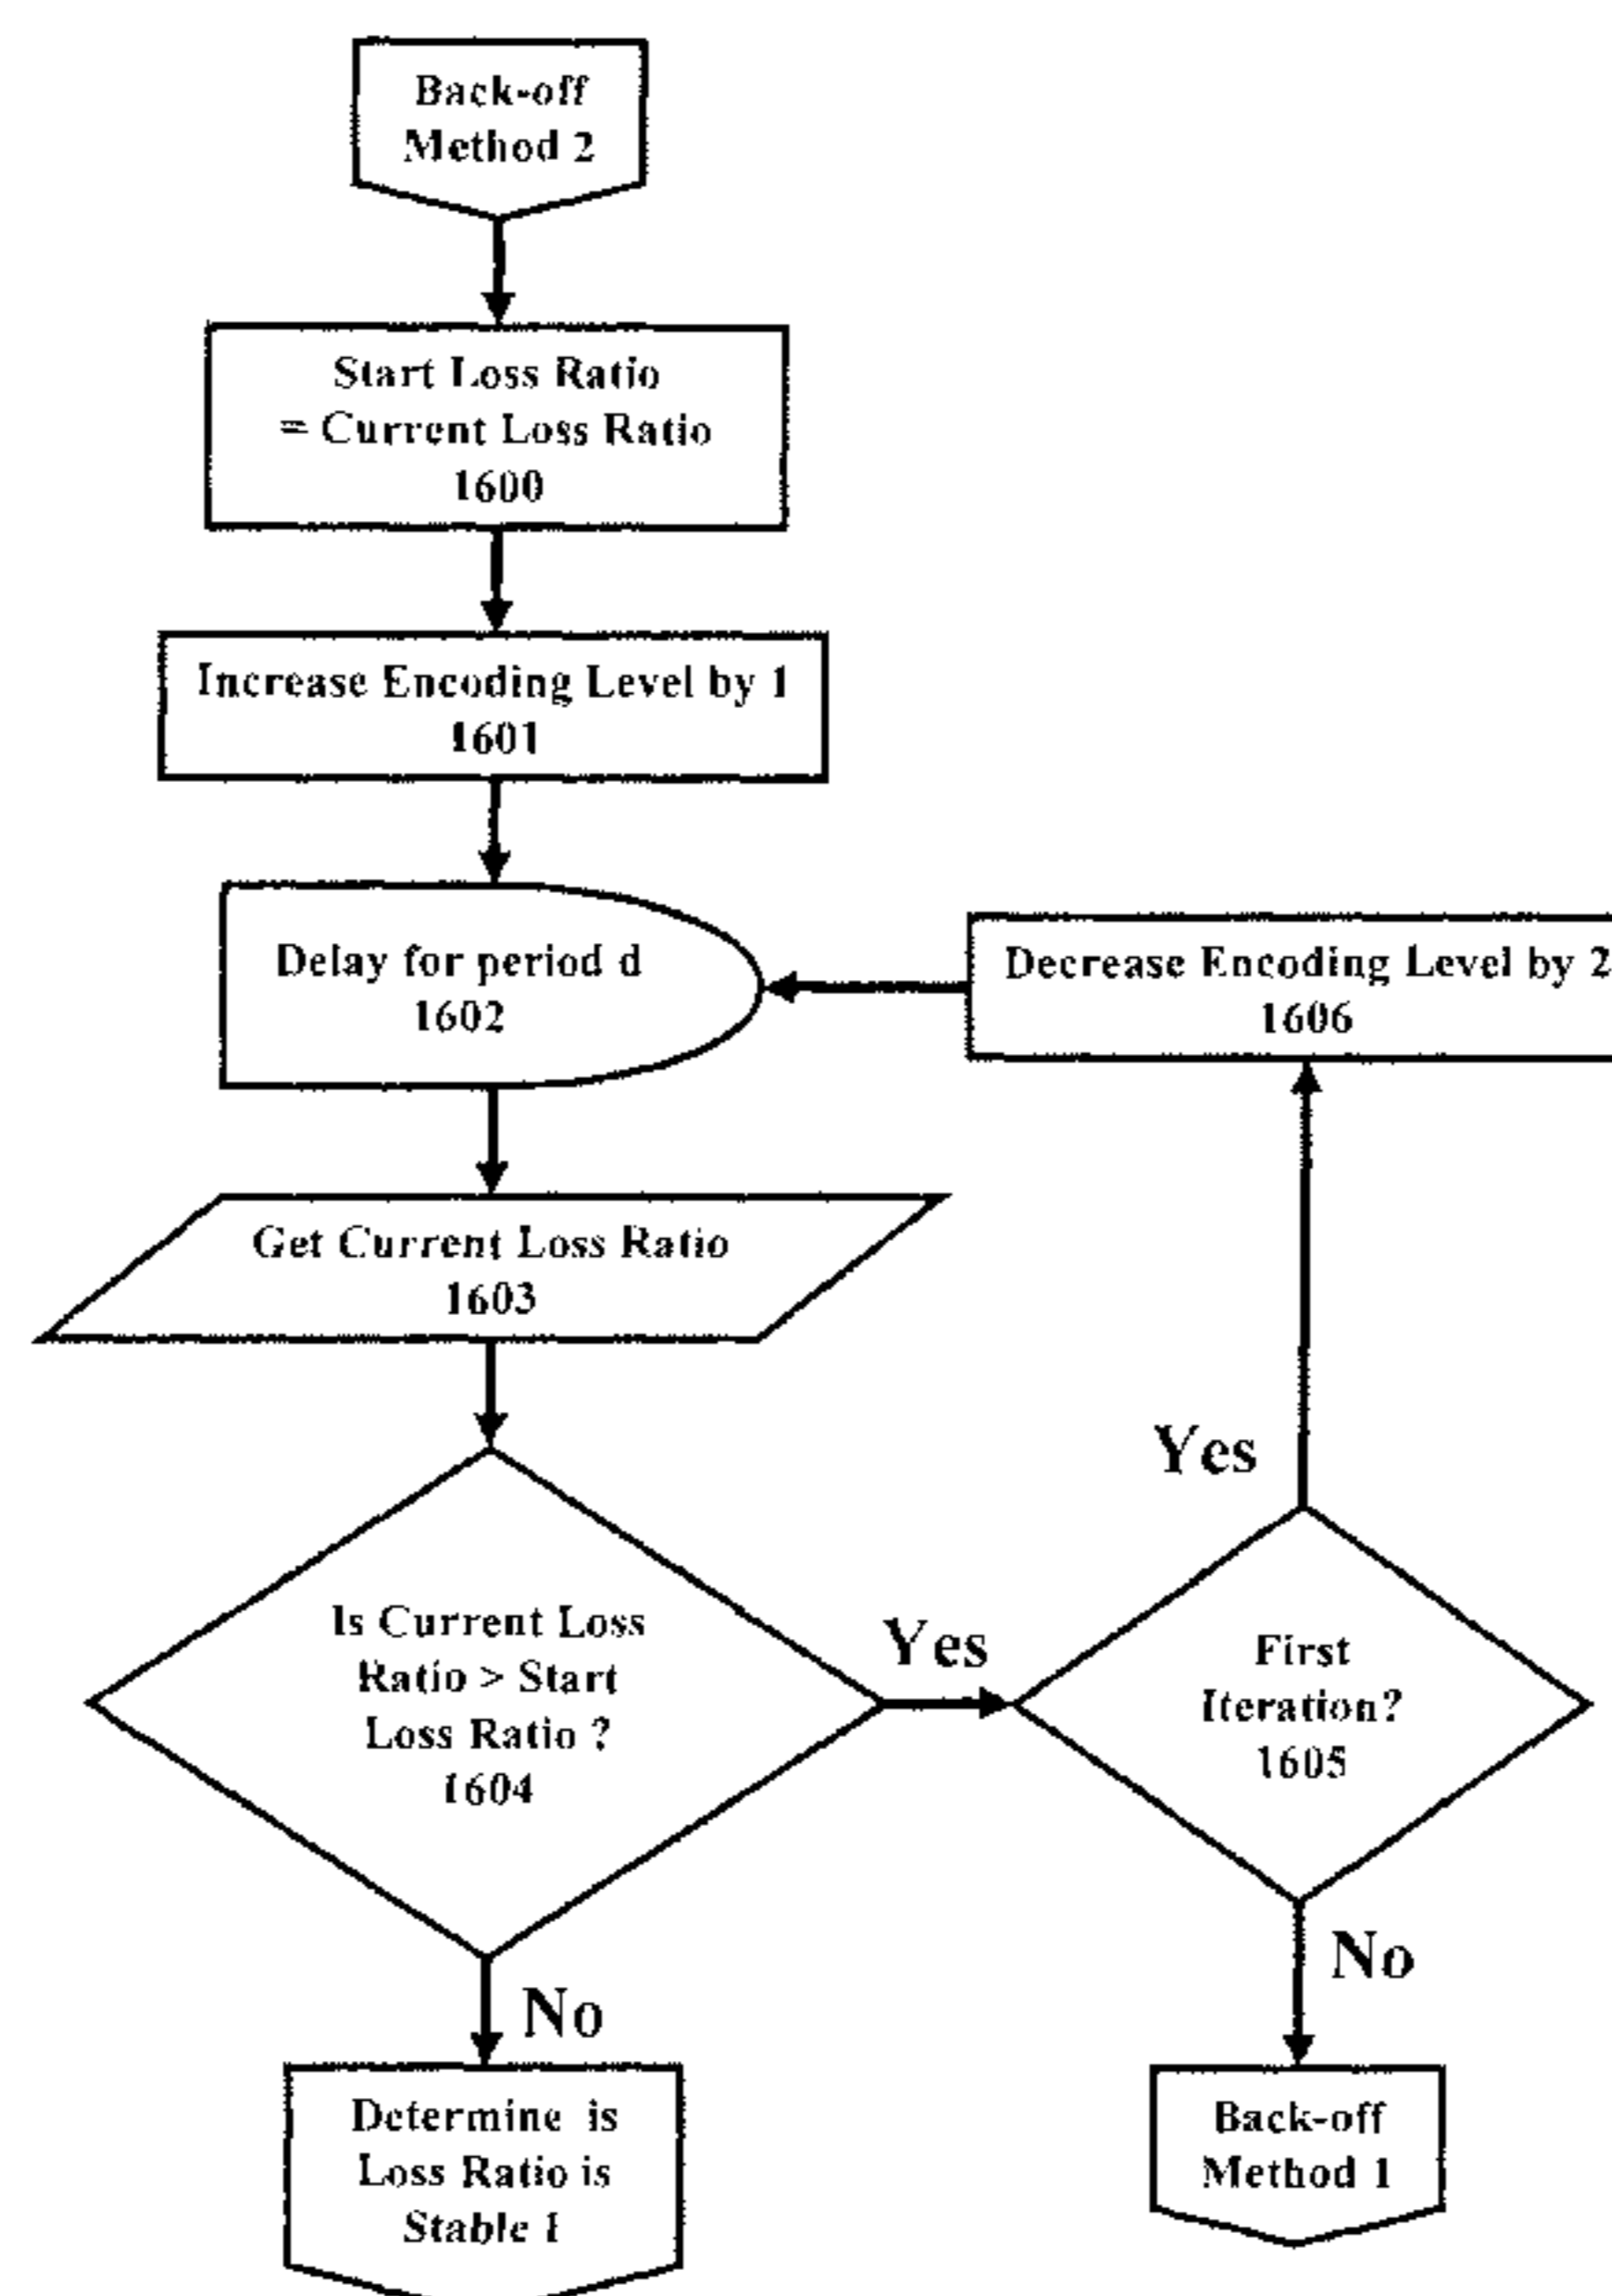 Back-off
Method 2
Start Loss Ratio
= Current Loss Ratio
1600
Increase Encoding Level by 1
1601
Delay for period d
1602
Decrease Encoding Level by 2
1606
Get Current Loss Ratio
1603
Is Current Loss
Ratio > Start
Loss Ratio ?
1604
Yes
First
Iteration?
1605
Yes
No
No
Determine is
Loss Ratio is
Stable 1
Back-off
Method 1